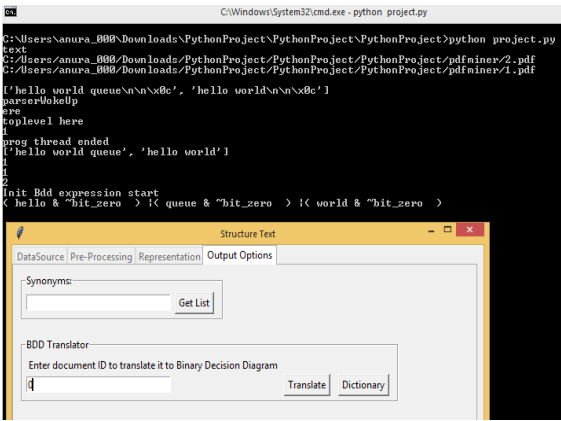 C:\Windows\System32\cmd.exe - python project.py
C:\Users\anura_000\Downloads\PythonProject\PythonProject\PythonProject>python project.py
text
C:/Users/anura_000/Downloads/PythonProject/PythonProject/PythonProject/pdfminer/2.pdf
C:/Users/anura_000/Downloads/PythonProject/PythonProject/PythonProject/pdfminer/1.pdf
['hello world queue\n\n\x0c', 'hello world\n\n\x0c']
parserWokeUp
ere
toplevel here
1
prog thread ended
['hello world queue', 'hello world']
1
1
2
Init Bdd expression start
( hello & ~bit_zero ) |( queue & ~bit_zero ) |( world & ~bit_zero )
Structure Text
DataSource Pre-Processing Representation Output Options
Synonyms:
Get List
BDD Translator
Enter document ID to translate it to Binary Decision Diagram
0 Translate Dictionary